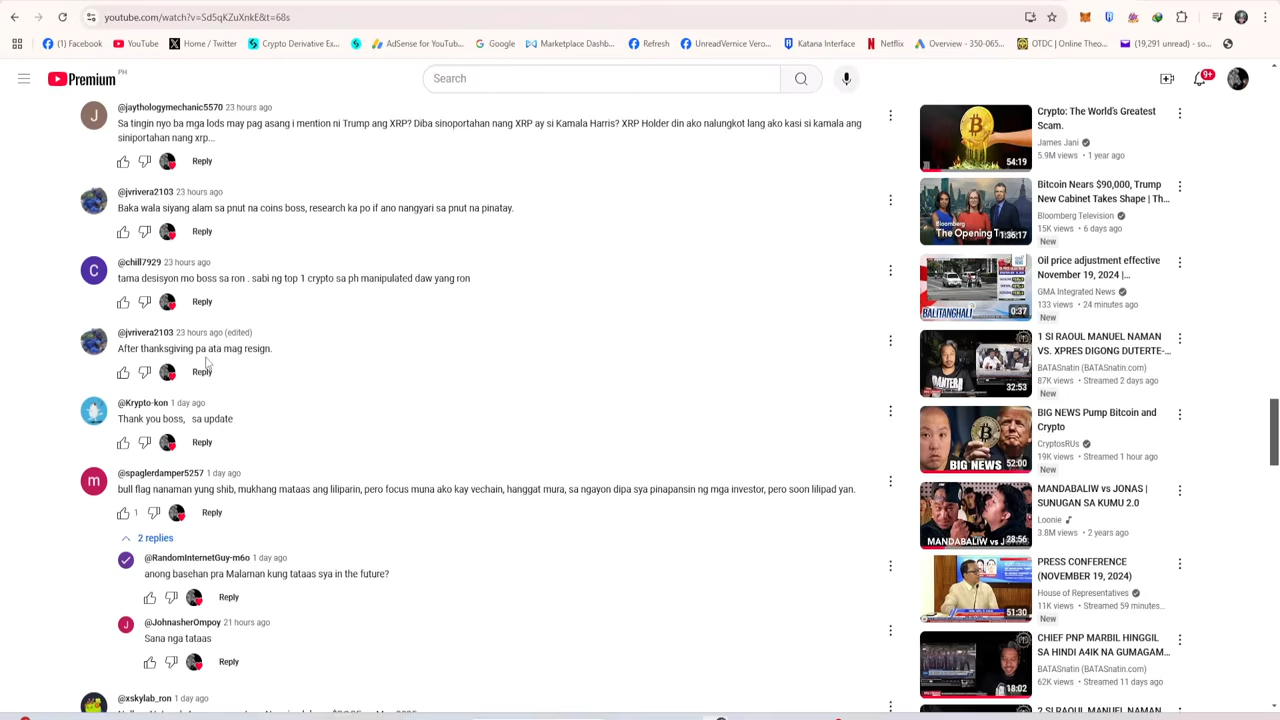 youtube.com/watch?v=Sd5qKZuXnkE&t=68s
(1) Facebook
YouTube
Home / Twitter
Crypto Derivative Ex...
AdSense for YouTub...
Google
Marketplace Dashb...
Refresh
UnreadVernice Vero...
Katana Interface
Netflix
Overview - 350-065...
OTDC | Online Theo...
(19,291 unread) - so...
Premium PH
Search
9+
J
@jaythologymechanic5570 23 hours ago
Sa tingin nyo ba mga lods may pag asang i mention ni Trump ang XRP? Diba sinuportahan nang XRP ay si Kamala Harris? XRP Holder din ako nalungkot lang ako kasi si kamala ang
siniportahan nang xrp...
Reply
@jvrivera2103 23 hours ago
Baka wala siyang alam sa pnut na coins boss, research ka po if ano nangyari sa pnut na pinatay.
Reply
C
@chill7929 23 hours ago
tama desisyon mo boss sa ron , sabi ng top 1 crypto sa ph manipulated daw yang ron
Reply
@jvrivera2103 23 hours ago (edited)
After thanksgiving pa ata mag resign.
Reply
@Krypto-kon 1 day ago
Thank you boss, sa update
Reply
m
@spaglerdamper5257 1 day ago
bull flag nanaman yung shib, mukhang mataas ang liliparin, pero focus muna ako kay vechain, hanggat mura, sa ngayon dipa sya pinapansin ng mga investor, pero soon lilipad yan.
1 Reply
2 replies
@RandomInternetGuy-m6o 1 day ago
anong basehan pra Malaman kung tataas sya in the future?
Reply
J
@JohnasherOmpoy 21 hours ago
Sana nga tataas
Reply
@xskylab_ron 1 day ago
54:19
Crypto: The World's Greatest
Scam.
James Jani
5.9M views • 1 year ago
Bloomberg
The Opening T
1:36:17
Bitcoin Nears $90,000, Trump
New Cabinet Takes Shape | Th...
Bloomberg Television
15K views • 6 days ago
New
BALITANGHALI
0:37
Oil price adjustment effective
November 19, 2024 |...
GMA Integrated News
133 views • 24 minutes ago
New
PANTERA
32:53
1 SI RAOUL MANUEL NAMAN
VS. XPRES DIGONG DUTERTE-...
BATASnatin (BATASnatin.com)
87K views • Streamed 2 days ago
New
BIG NEWS
52:00
BIG NEWS Pump Bitcoin and
Crypto
CryptosRUs
19K views • Streamed 1 hour ago
New
MANDABALIW vs J
28:56
MANDABALIW vs JONAS |
SUNUGAN SA KUMU 2.0
Loonie
3.8M views • 2 years ago
51:30
PRESS CONFERENCE
(NOVEMBER 19, 2024)
House of Representatives
11K views • Streamed 59 minutes...
New
18:02
CHIEF PNP MARBIL HINGGIL
SA HINDI A4IK NA GUMAGAM...
BATASnatin (BATASnatin.com)
62K views • Streamed 11 days ago
2 SI RAOUL MANUEL NAMAN